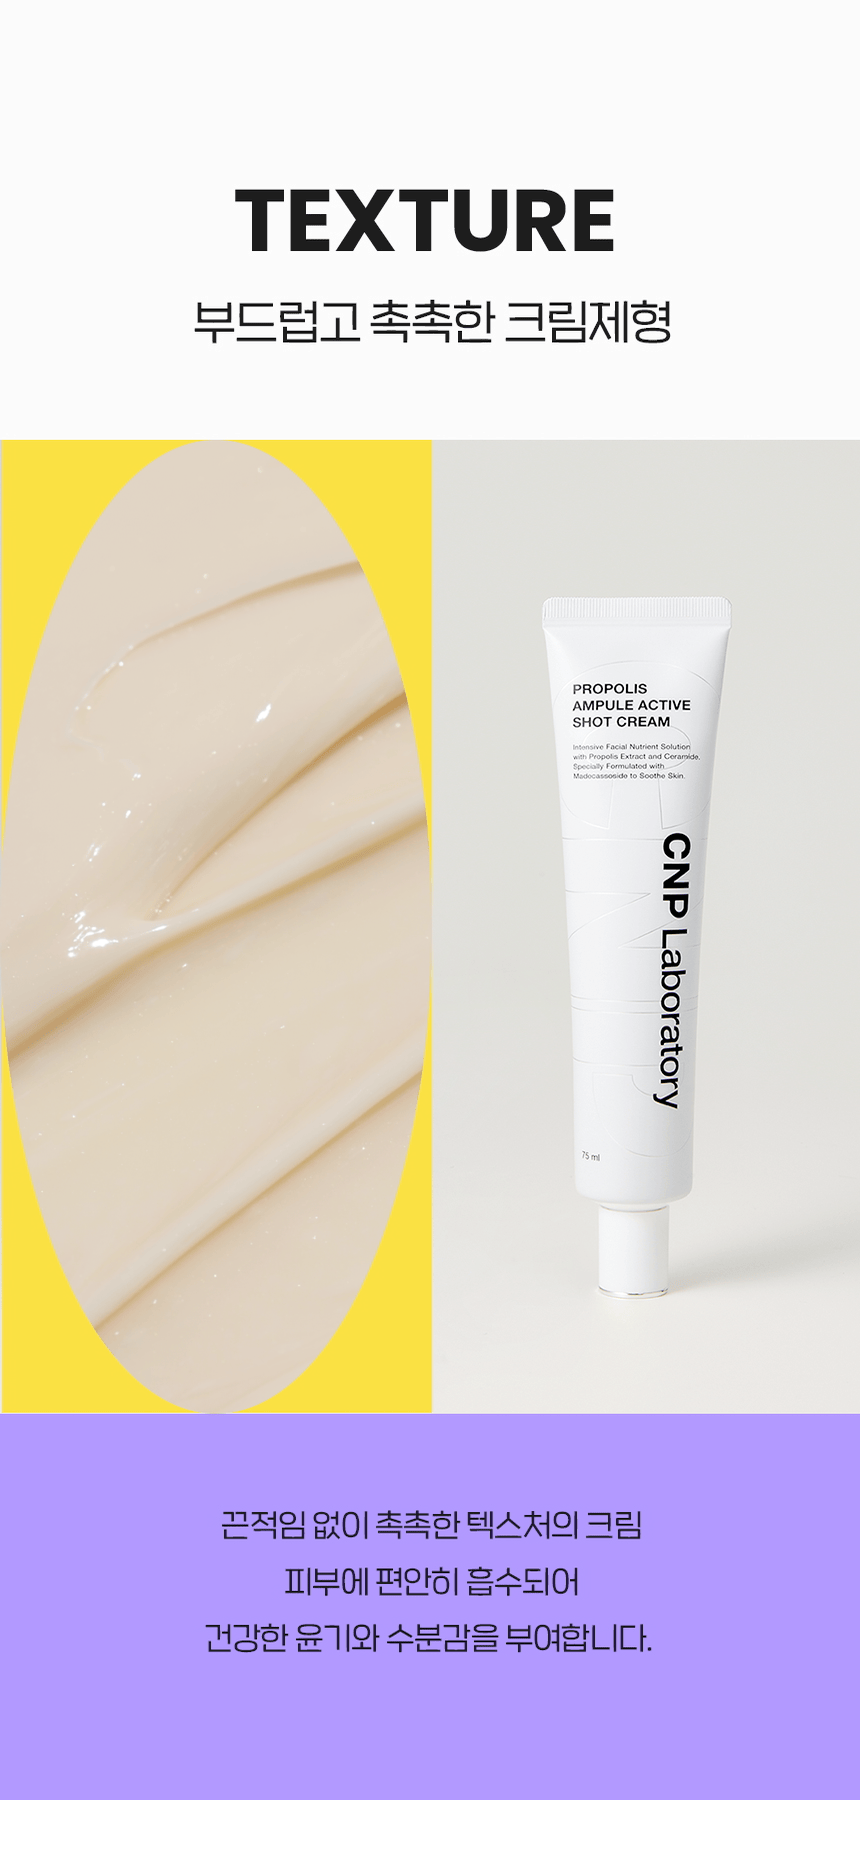 TEXTURE
부드럽고 촉촉한 크림제형
PROPOLIS
AMPULE ACTIVE
SHOT CREAM
Intensive Facial Nutrient Solution
with Propolis Extract and Ceramide,
Specially Formulated with
Madecassoside to Soothe Skin.
CNP Laboratory
75 ml
끈적임 없이 촉촉한 텍스처의 크림
피부에 편안히 흡수되어
건강한 윤기와 수분감을 부여합니다.